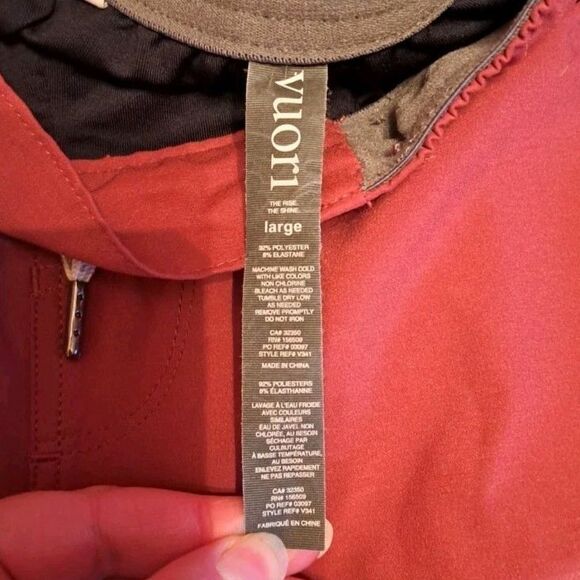 vuori
THE RISE.
THE SHINE.
large
92% POLYESTER
8% ELASTANE
MACHINE WASH COLD
WITH LIKE COLORS
NON CHLORINE
BLEACH AS NEEDED
TUMBLE DRY LOW
AS NEEDED
REMOVE PROMPTLY
DO NOT IRON
CA# 32350
RN# 156509
PO REF# 03097
STYLE REF# V341
MADE IN CHINA
92% POLIESTERS
8% ÉLASTHANNE
LAVAGE À L'EAU FROIDE
AVEC COULEURS
SIMILAIRES
EAU DE JAVEL NON
CHLORÉE, AU BESOIN
SÉCHAGE PAR
CULBUTAGE
À BASSE TEMPÉRATURE,
AU BESOIN
ENLEVEZ RAPIDEMENT
NE PAS REPASSER
CA# 32350
RN# 156509
PO REF# 03097
STYLE REF# V341
FABRIQUÉ EN CHINE